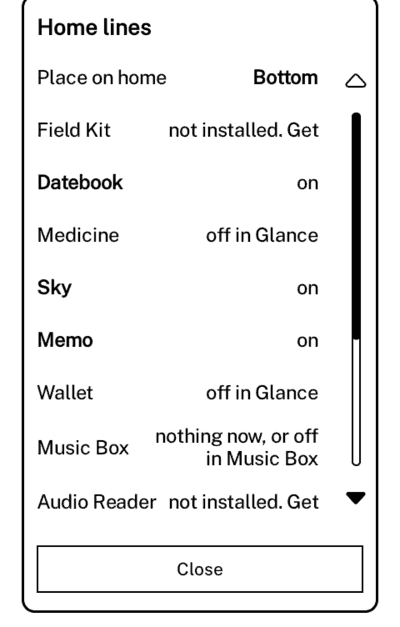 Home lines
Place on home Bottom
Field Kit not installed. Get
Datebook on
Medicine off in Glance
Sky on
Memo on
Wallet off in Glance
Music Box nothing now, or off
in Music Box
Audio Reader not installed. Get
Close